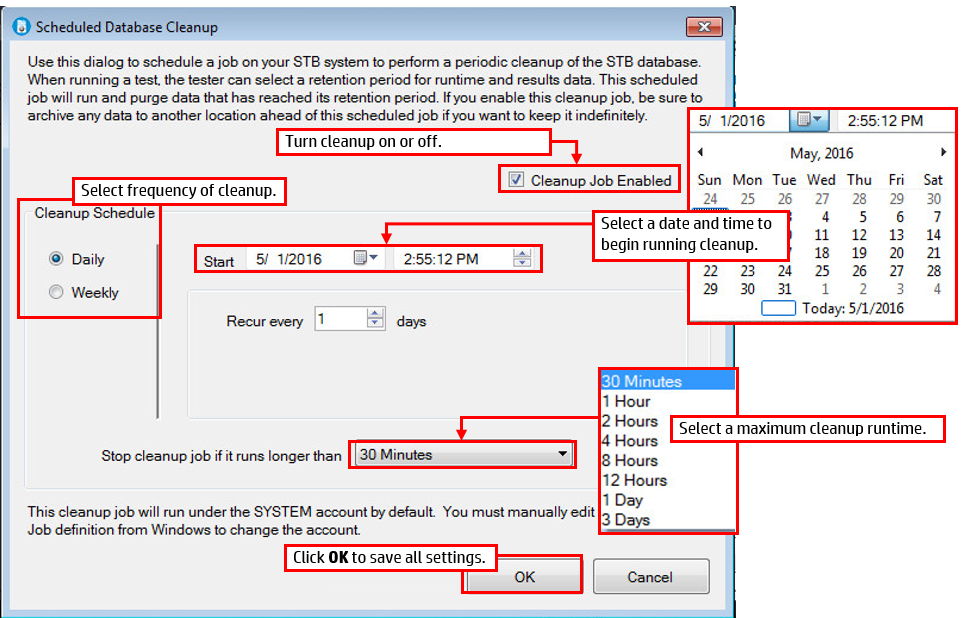 Scheduled Database Cleanup
Use this dialog to schedule a job on your STB system to perform a periodic cleanup of the STB database.
When running a test, the tester can select a retention period for runtime and results data. This scheduled
job will run and purge data that has reached its retention period. If you enable this cleanup job, be sure to
archive any data to another location ahead of this scheduled job if you want to keep it indefinitely.
Turn cleanup on or off.
Cleanup Job Enabled
Select frequency of cleanup.
Cleanup Schedule
Daily
Weekly
Start 5/ 1/2016 2:55:12 PM
Select a date and time to
begin running cleanup.
5/ 1/2016 2:55:12 PM
May, 2016
Sun Mon Tue Wed Thu Fri Sat
24 25 26 27 28 29 30
3 4 5 6 7
11 12 13 14
18 19 20 21
22 23 24 25 26 27 28
29 30 31 1 2 3 4
Today: 5/1/2016
Recur every 1 days
Stop cleanup job if it runs longer than 30 Minutes
30 Minutes
1 Hour
2 Hours
4 Hours
8 Hours
12 Hours
1 Day
3 Days
Select a maximum cleanup runtime.
This cleanup job will run under the SYSTEM account by default. You must manually edit
Job definition from Windows to change the account.
Click OK to save all settings.
OK
Cancel